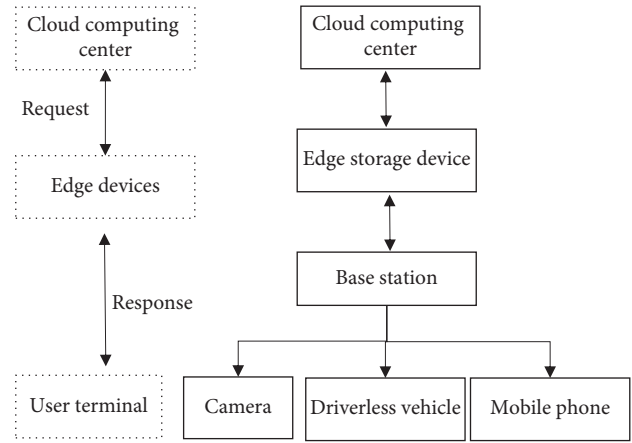 Cloud computing
center
Request
Edge devices
Response
User terminal
Cloud computing
center
Edge storage device
Base station
Camera
Driverless vehicle
Mobile phone